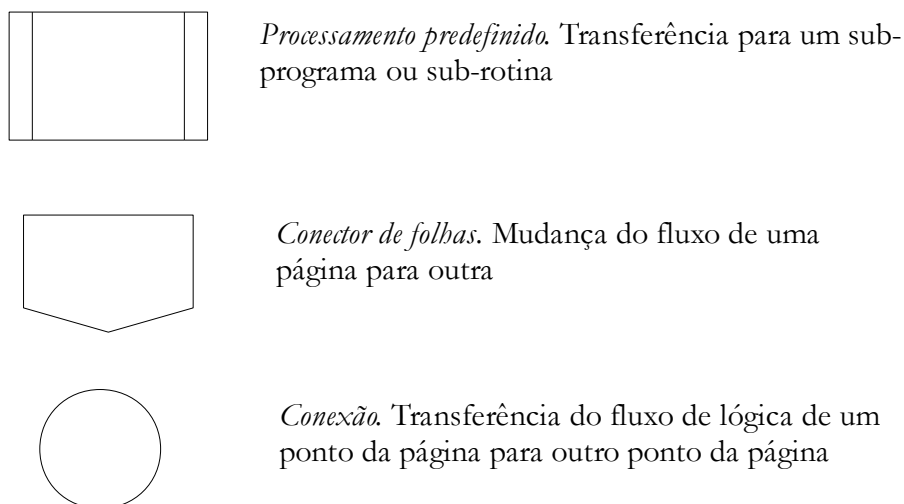 Processamento predefinido. Transferência para um sub-
programa ou sub-rotina
Conector de folhas. Mudança do fluxo de uma
página para outra
Conexão. Transferência do fluxo de lógica de um
ponto da página para outro ponto da página